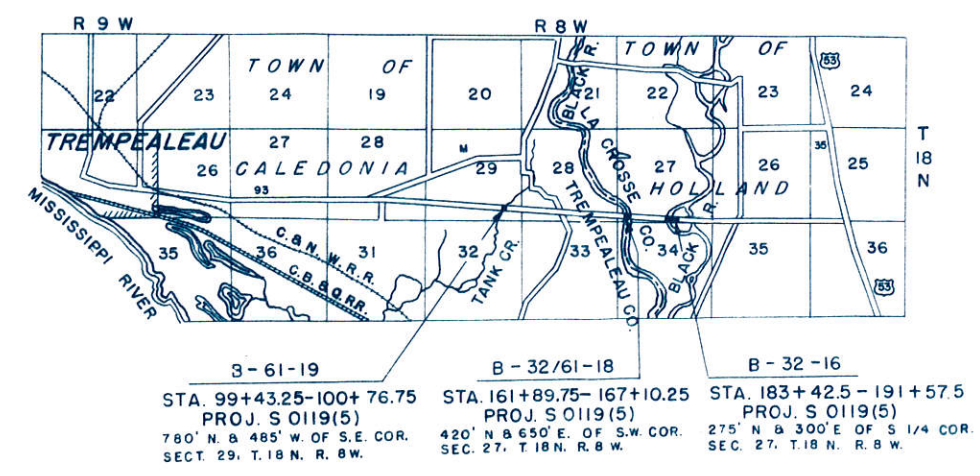 R 9 W
R 8 W
TOWN OF
TOWN OF
22 23 24 19 20 21 22 23 24
53
BLACK R.
TREMPEALEAU
26 27 28 29 28 27 26 25
M
35
T
18
N
CALEDONIA
HOLLAND
93
LA CROSSE CO.
TREMPEALEAU CO.
MISSISSIPPI RIVER
35 36 31 32 33 34 35 36
C. & N. W. R. R.
C. B. & Q. RR.
TANK CR.
BLACK R.
53
B-61-19
STA. 99+43.25-100+76.75
PROJ. S 0119(5)
780' N. & 485' W. OF S.E. COR.
SECT. 29, T. 18 N. R. 8W.
B-32/61-18
STA. 161+89.75-167+10.25
PROJ. S 0119(5)
420' N & 650' E. OF S.W. COR.
SEC. 27, T. 18 N. R. 8 W.
B-32-16
STA. 183+42.5-191+57.5
PROJ. S 0119(5)
275' N & 300' E OF S 1/4 COR.
SEC. 27, T. 18 N. R. 8 W.